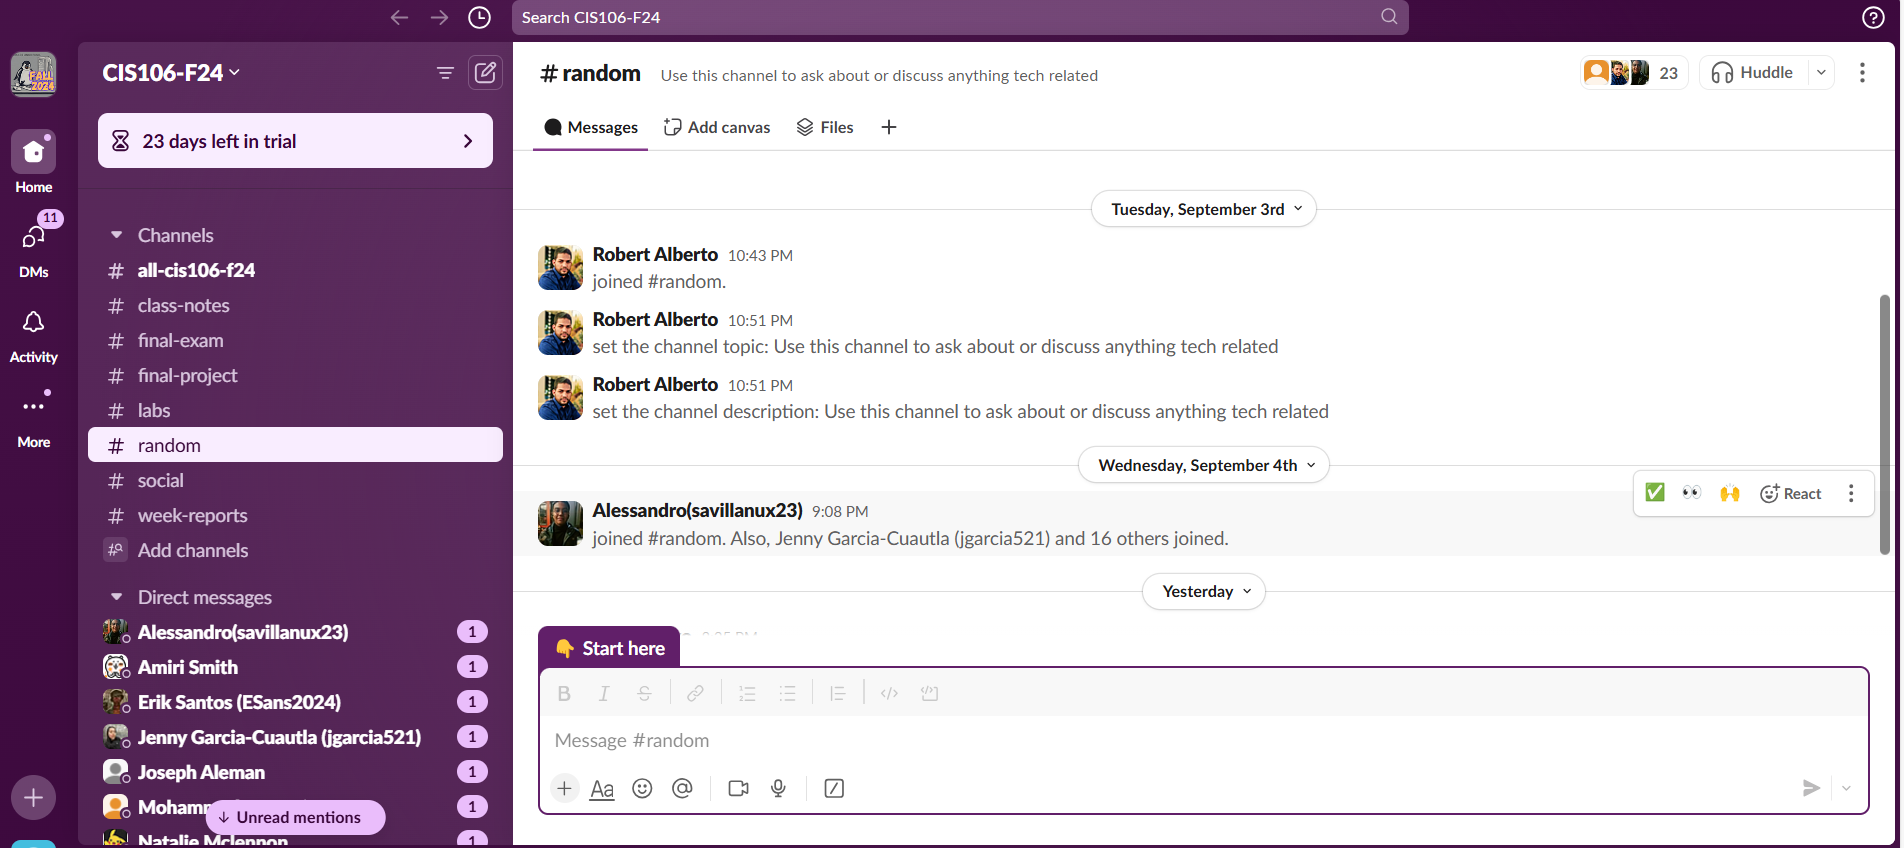 Search CIS106-F24
FALL
2024
CIS106-F24
23 days left in trial
Home
11
DMs
Activity
More
Channels
# all-cis106-f24
# class-notes
# final-exam
# final-project
# labs
# random
# social
# week-reports
Add channels
Direct messages
Alessandro(savillanux23) 1
Amiri Smith 1
Erik Santos (ESans2024) 1
Jenny Garcia-Cuautla (jgarcia521) 1
Joseph Aleman 1
1
Unread mentions
Natalie Mclennon 1
# random Use this channel to ask about or discuss anything tech related
23 Huddle
Messages Add canvas Files
Tuesday, September 3rd
Robert Alberto 10:43 PM
joined #random.
Robert Alberto 10:51 PM
set the channel topic: Use this channel to ask about or discuss anything tech related
Robert Alberto 10:51 PM
set the channel description: Use this channel to ask about or discuss anything tech related
Wednesday, September 4th
React
Alessandro(savillanux23) 9:08 PM
joined #random. Also, Jenny Garcia-Cuautla (jgarcia521) and 16 others joined.
Yesterday
Start here
B I S
Message #random
Aa